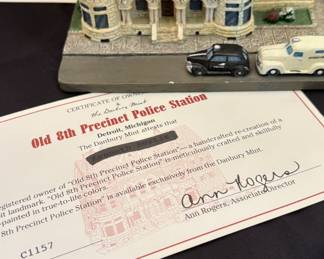 CERTIFICATE OF
by
the Danbury Mint
Old 8th Precinct Police Station
Detroit, Michigan
The Danbury Mint attests that
registered owner of "Old 8th Precinct Police Station"— a handcrafted re-creation of a
landmark. "Old 8th Precinct Police Station" is meticulously crafted and skillfully
-painted in true-to-life colors.
8th Precinct Police Station" is available exclusively from the Danbury Mint.
Ann Rogers
Ann Rogers, Associate Director
C1157